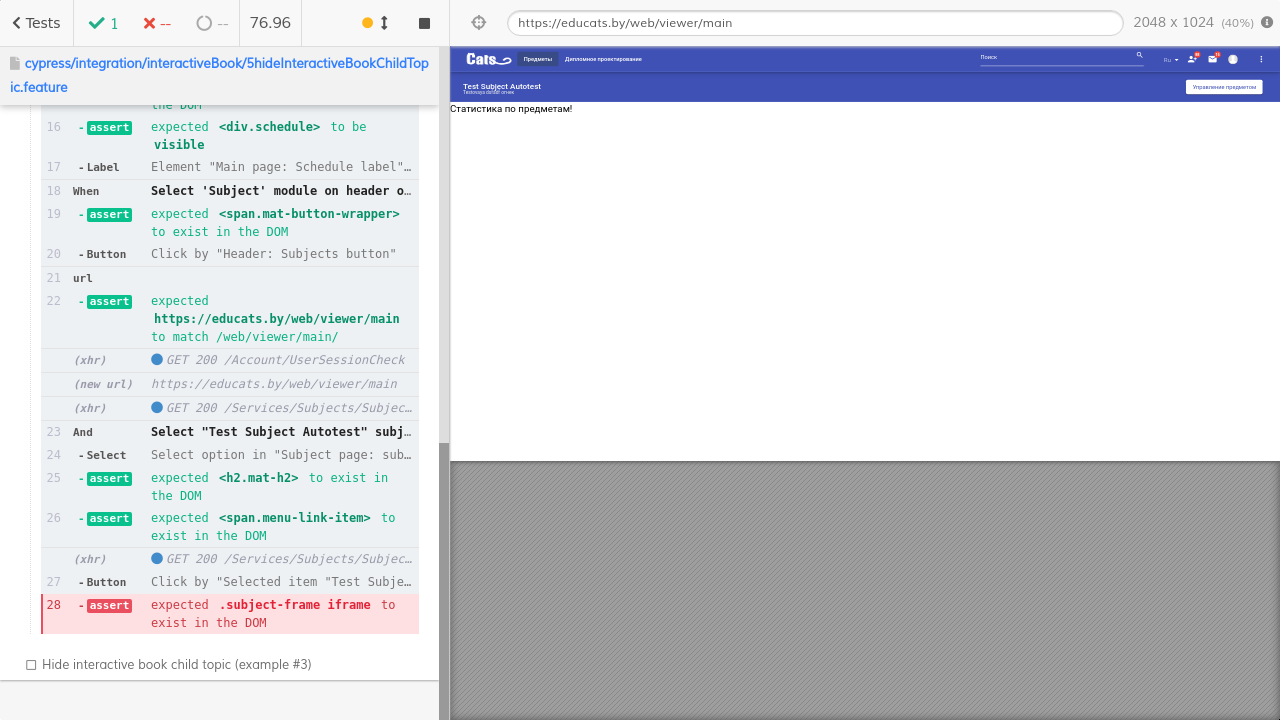 Tests
1
--
--
76.96
https://educats.by/web/viewer/main
2048 x 1024 (40%)
cypress/integration/interactiveBook/5hideInteractiveBookChildTop
ic.feature
the DOM
16 -assert expected <div.schedule> to be
visible
17 -Label Element "Main page: Schedule label"…
18 When Select 'Subject' module on header o…
19 -assert expected <span.mat-button-wrapper>
to exist in the DOM
20 -Button Click by "Header: Subjects button"
21 url
22 -assert expected
https://educats.by/web/viewer/main
to match /web/viewer/main/
(xhr) GET 200 /Account/UserSessionCheck
(new url) https://educats.by/web/viewer/main
(xhr) GET 200 /Services/Subjects/Subjec…
23 And Select "Test Subject Autotest" subj…
24 -Select Select option in "Subject page: sub…
25 -assert expected <h2.mat-h2> to exist in
the DOM
26 -assert expected <span.menu-link-item> to
exist in the DOM
(xhr) GET 200 /Services/Subjects/Subjec…
27 -Button Click by "Selected item "Test Subje…
28 -assert expected .subject-frame iframe to
exist in the DOM
Hide interactive book child topic (example #3)
Cats
Предметы
Дипломное проектирование
Поиск
Ru
Test Subject Autotest
Управление предметом
Статистика по предметам!